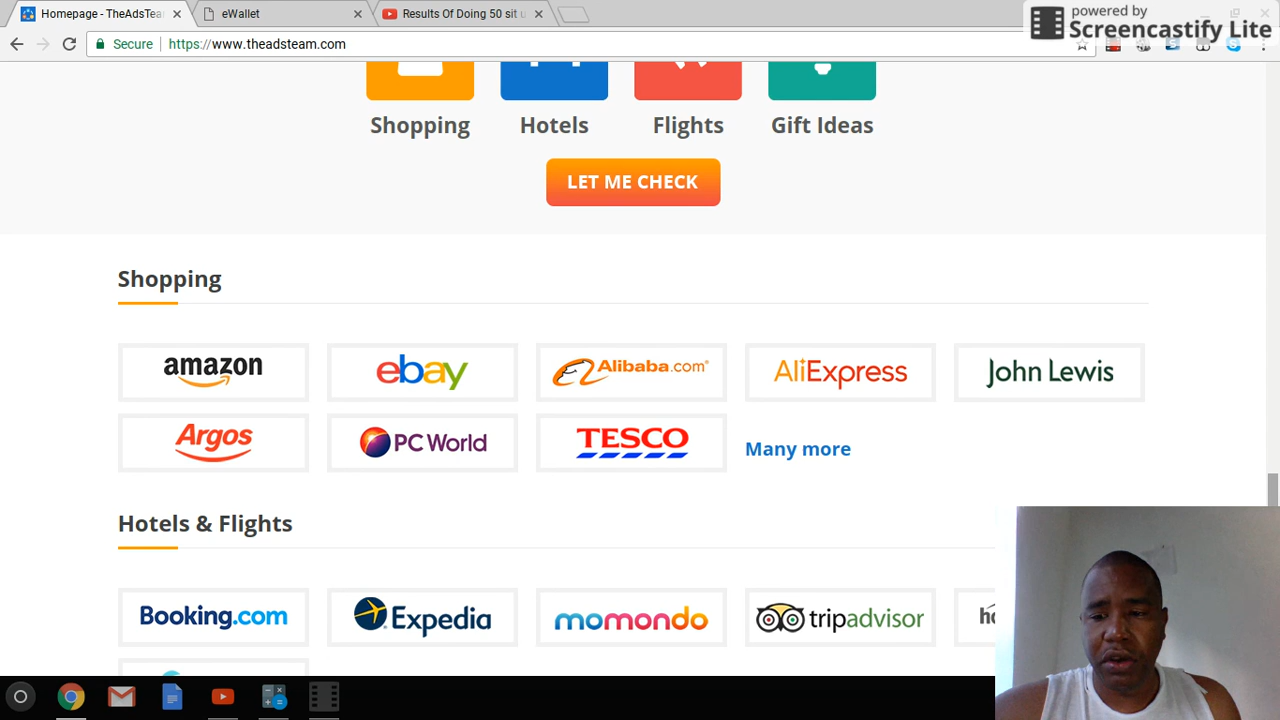 Homepage - TheAdsTear
eWallet
Results Of Doing 50 sit u
powered by
Screencastify Lite
Secure
https://www.theadsteam.com
Shopping
Hotels
Flights
Gift Ideas
LET ME CHECK
Shopping
amazon
ebay
Alibaba.com
AliExpress
John Lewis
Argos
PC World
TESCO
Many more
Hotels & Flights
Booking.com
Expedia
momondo
tripadvisor